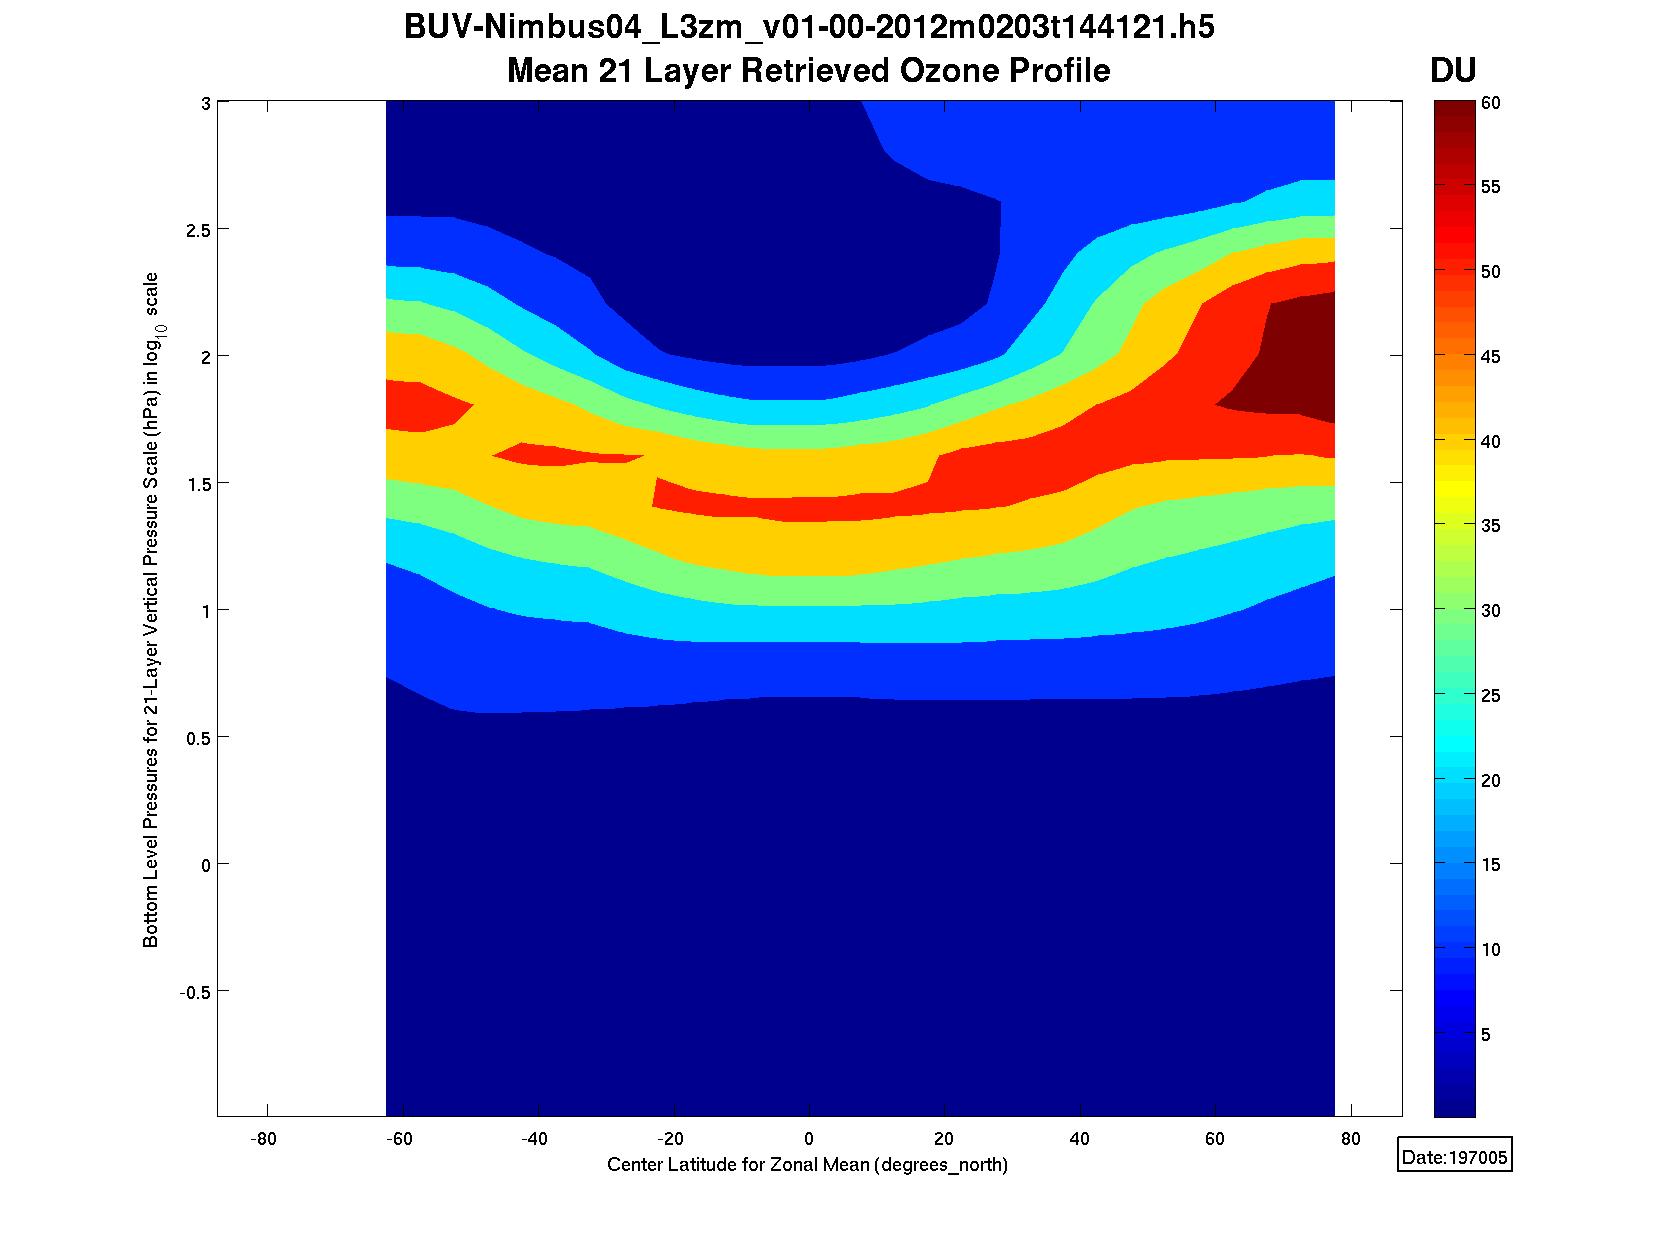 BUV-Nimbus04_L3zm_v01-00-2012m0203t144121.h5
Mean 21 Layer Retrieved Ozone Profile
DU
Bottom Level Pressures for 21-Layer Vertical Pressure Scale (hPa) in log10 scale
3
2.5
2
1.5
1
0.5
0
-0.5
-80 -60 -40 -20 0 20 40 60 80
Center Latitude for Zonal Mean (degrees_north)
60
55
50
45
40
35
30
25
20
15
10
5
Date:197005